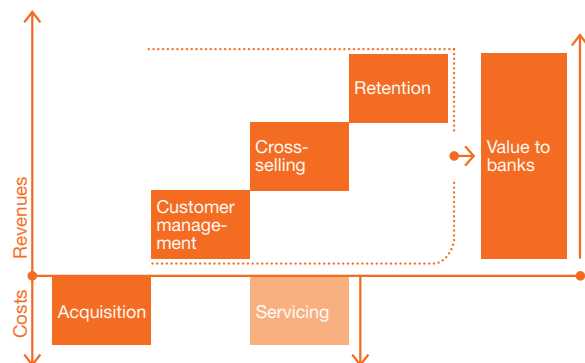 Retention
Cross-
selling
Value to
banks
Customer
manage-
ment
Revenues
Costs
Acquisition
Servicing